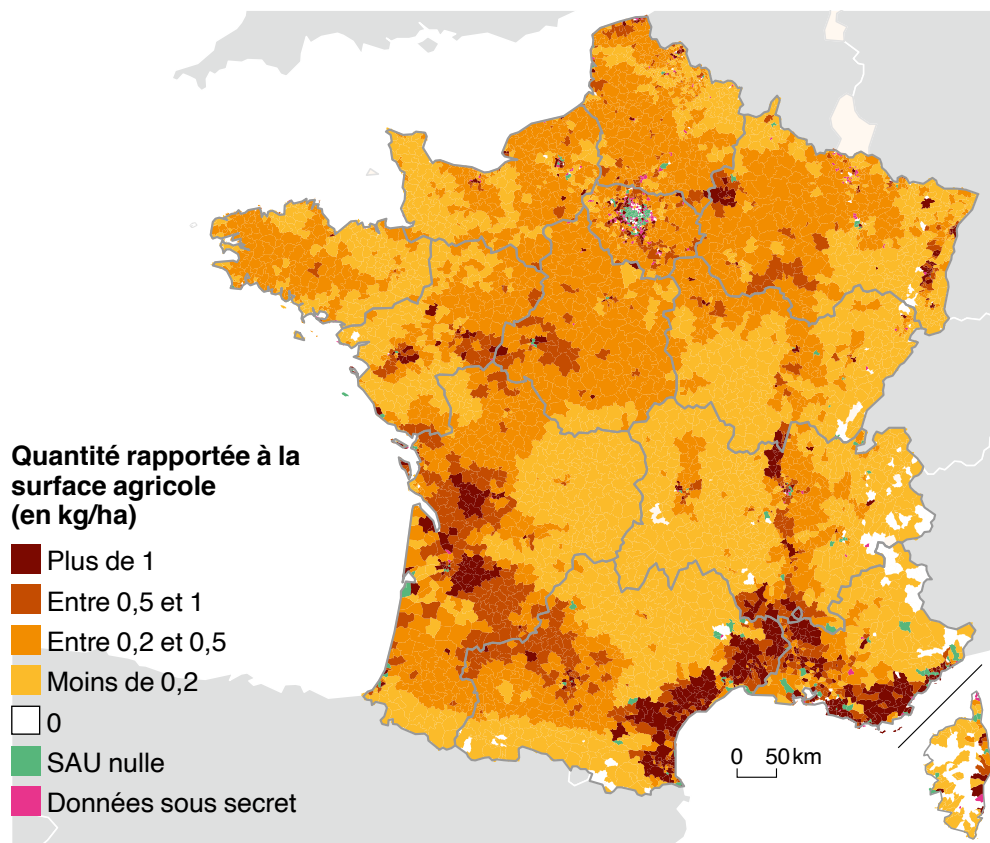 Quantité rapportée à la
surface agricole
(en kg/ha)
Plus de 1
Entre 0,5 et 1
Entre 0,2 et 0,5
Moins de 0,2
0
SAU nulle
Données sous secret
0 50 km